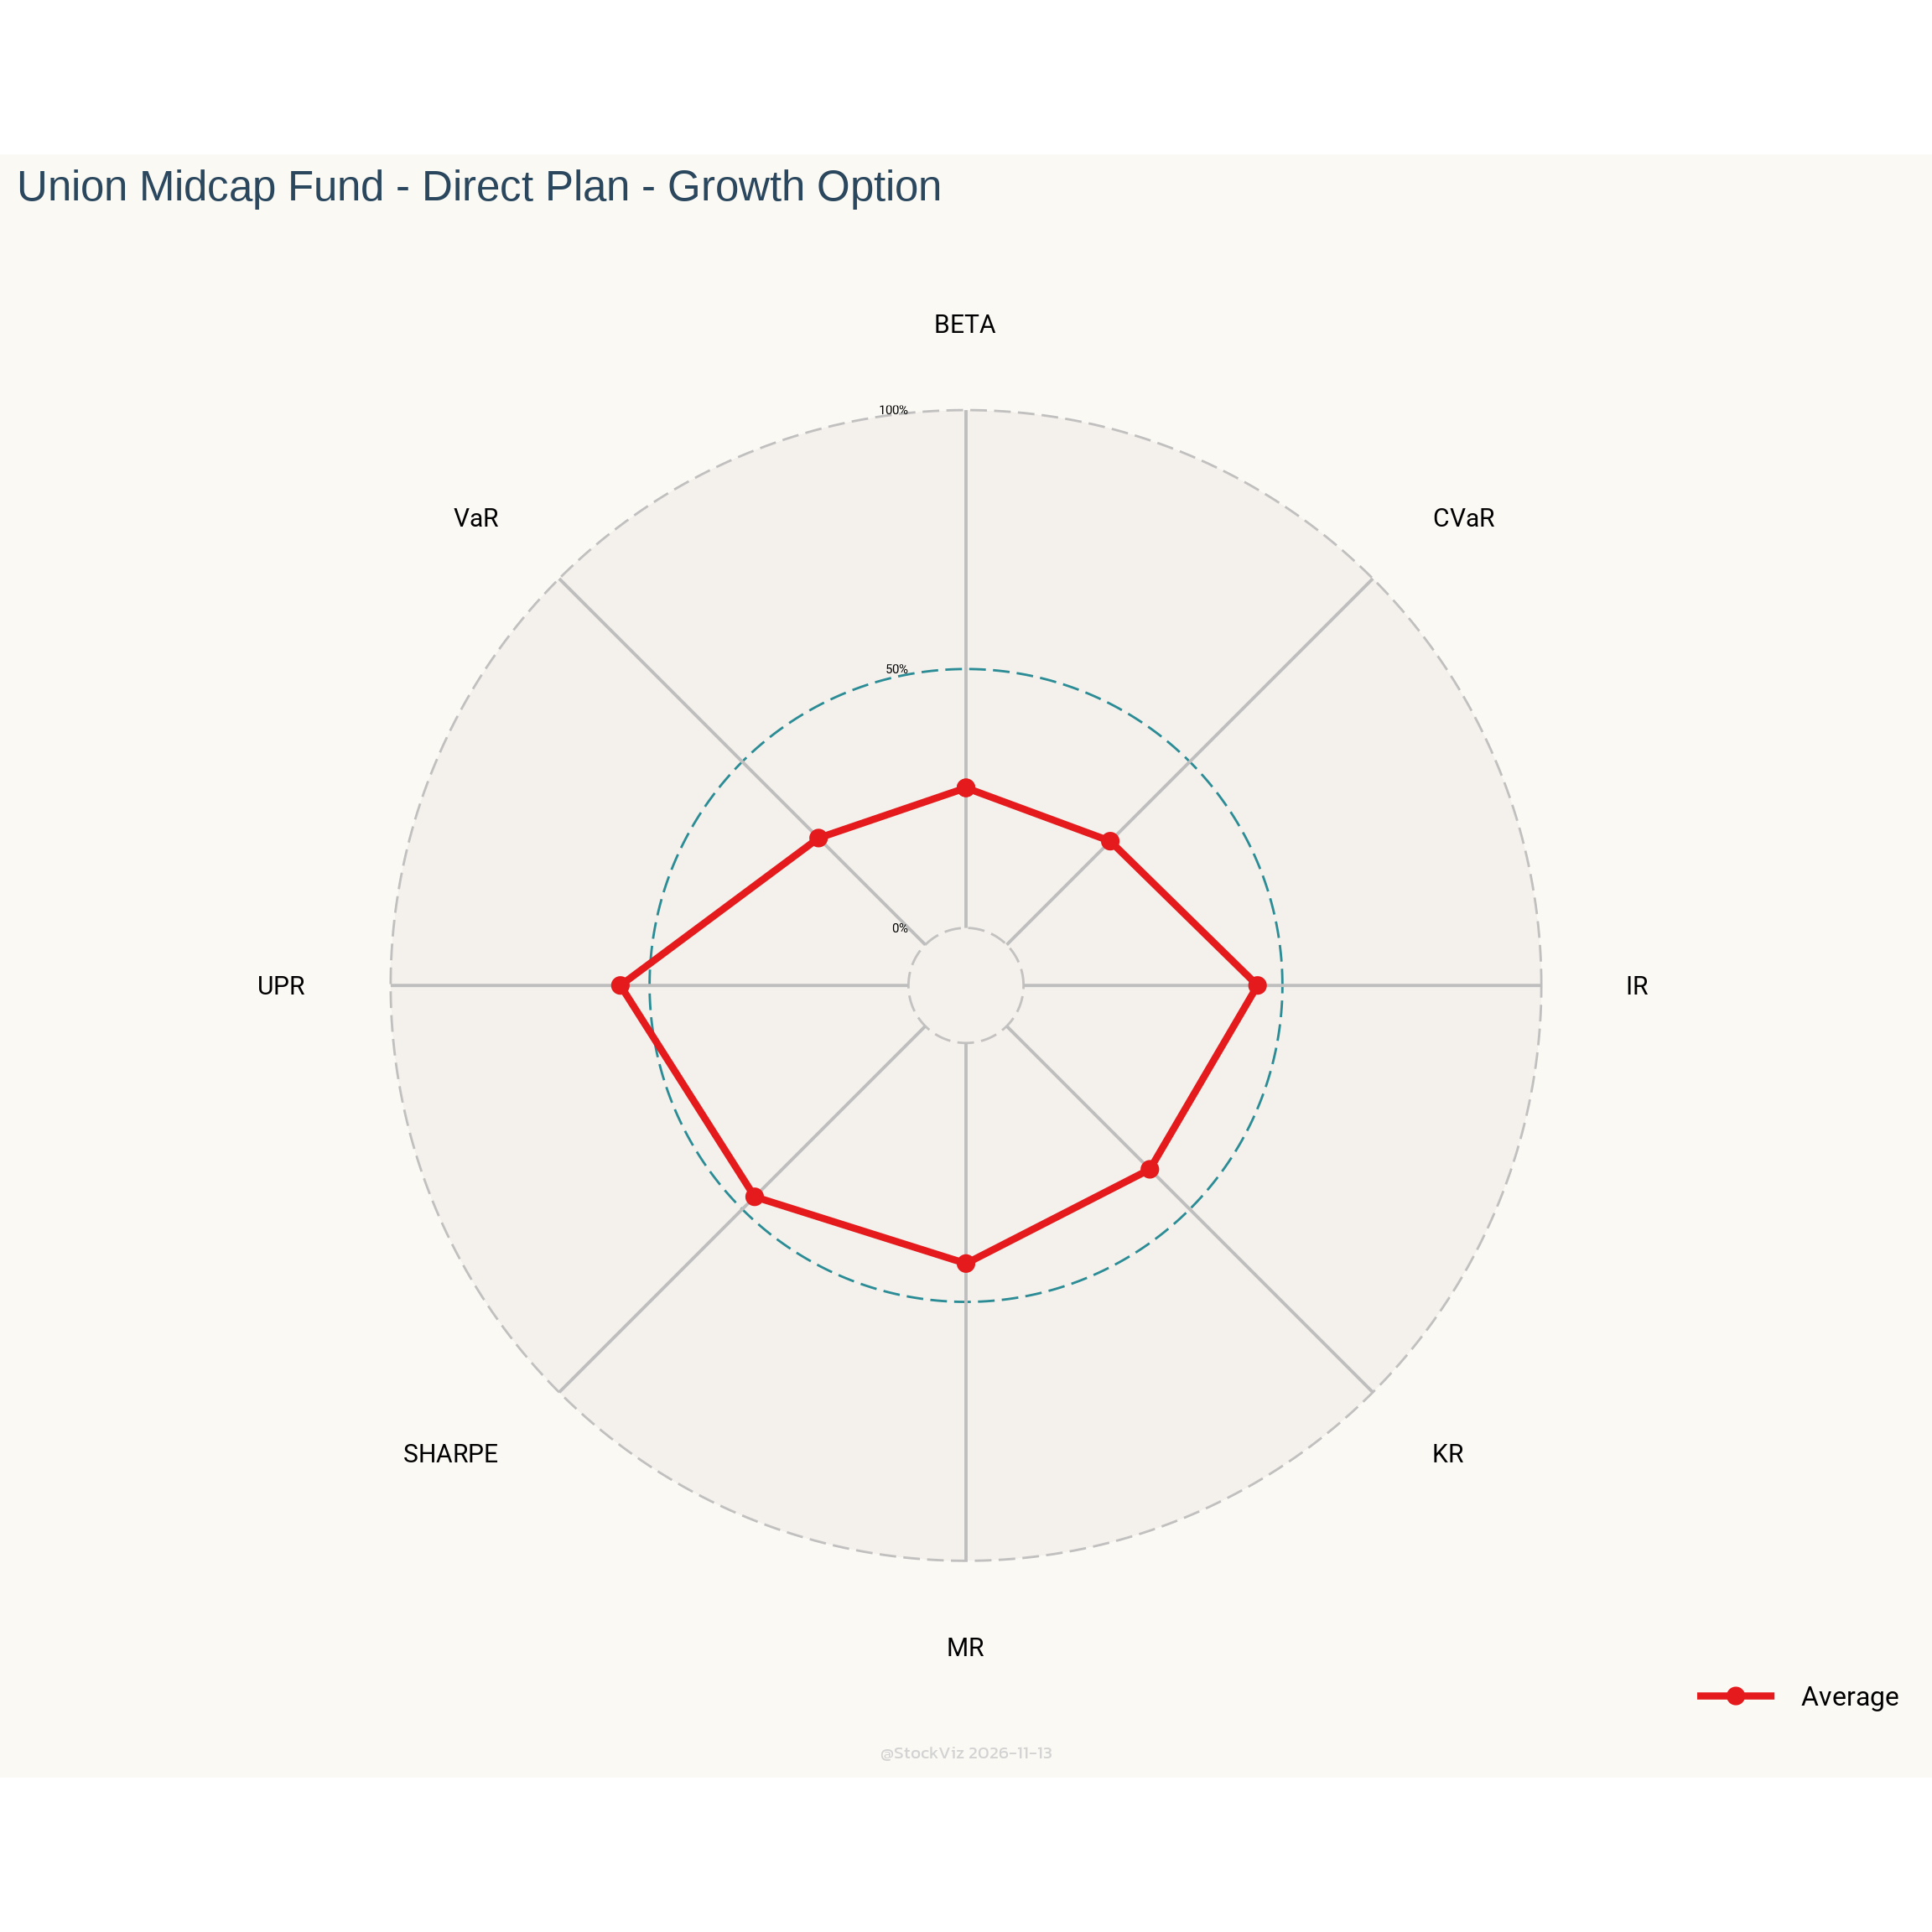 Union Midcap Fund - Direct Plan - Growth Option
BETA
100%
VaR
CVaR
50%
0%
UPR
IR
SHARPE
KR
MR
Average
@StockViz 2026-11-13